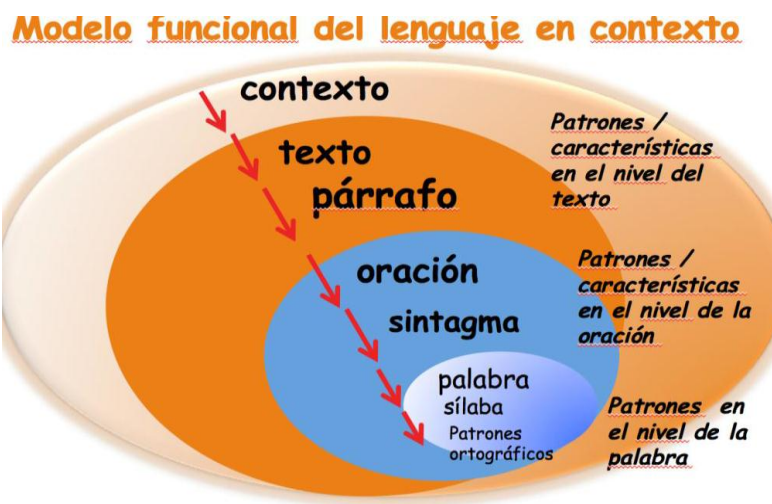 Modelo funcional del lenguaje en contexto
contexto
texto
párrafo
oración
sintagma
palabra
sílaba
Patrones
ortográficos
Patrones /
características
en el nivel del
texto
Patrones /
características
en el nivel de la
oración
Patrones en
el nivel de la
palabra